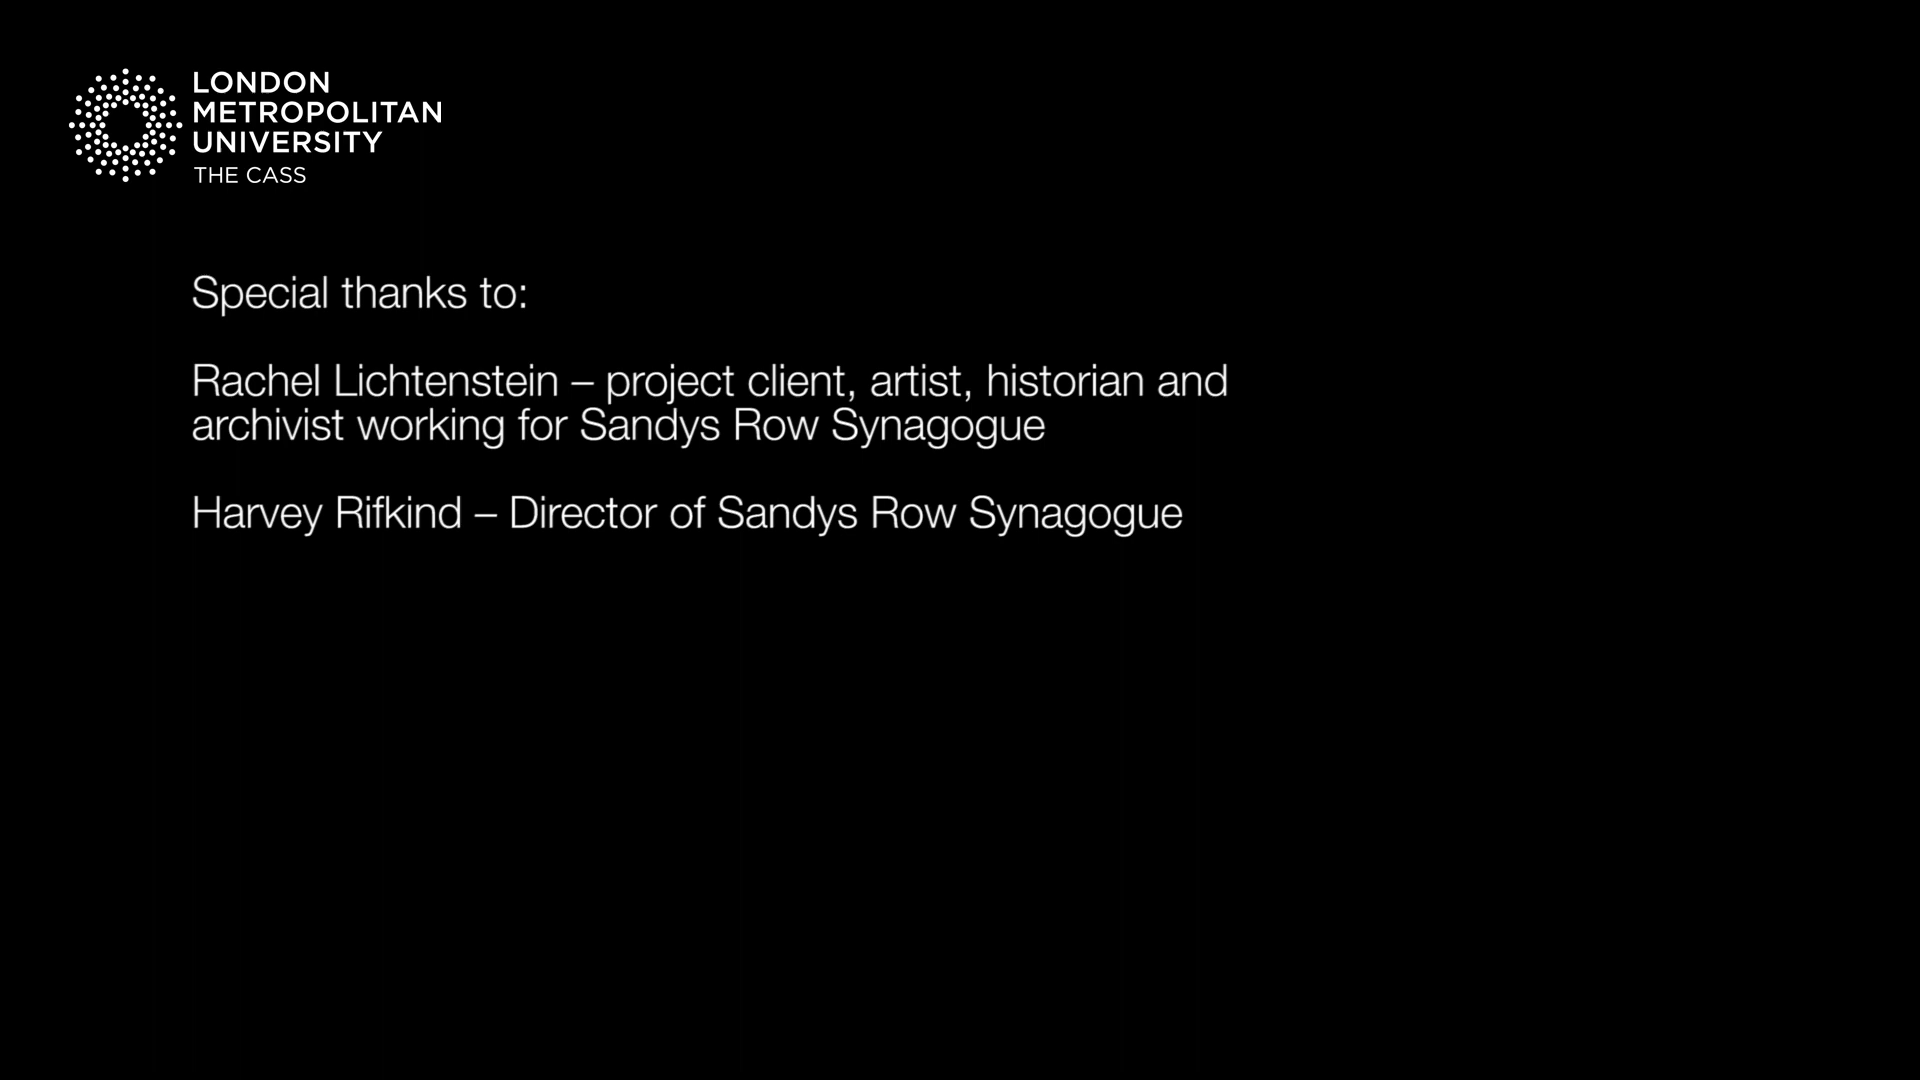 LONDON
METROPOLITAN
UNIVERSITY
THE CASS
Special thanks to:
Rachel Lichtenstein – project client, artist, historian and
archivist working for Sandys Row Synagogue
Harvey Rifkind – Director of Sandys Row Synagogue